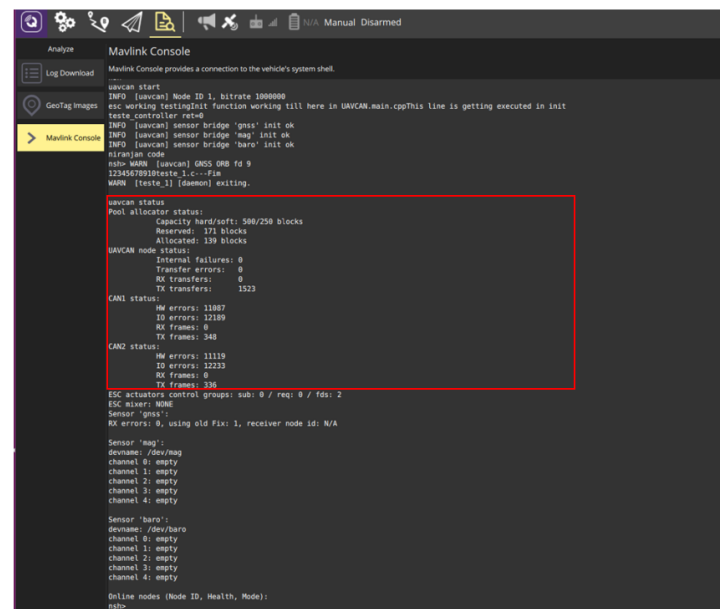 N/A Manual Disarmed
Analyze
Log Download
GeoTag Images
Mavlink Console
Mavlink Console
Mavlink Console provides a connection to the vehicle's system shell.
uavcan start
INFO [uavcan] Node ID 1, bitrate 1000000
esc working testingInit function working till here in UAVCAN.main.cppThis line is getting executed in init
teste_controller ret=0
INFO [uavcan] sensor bridge 'gnss' init ok
INFO [uavcan] sensor bridge 'mag' init ok
INFO [uavcan] sensor bridge 'baro' init ok
niranjan code
nsh> WARN [uavcan] GNSS ORB fd 9
12345678910teste_1.c---Fim
WARN [teste_1] [daemon] exiting.
uavcan status
Pool allocator status:
Capacity hard/soft: 500/250 blocks
Reserved: 171 blocks
Allocated: 139 blocks
UAVCAN node status:
Internal failures: 0
Transfer errors: 0
RX transfers: 0
TX transfers: 1523
CAN1 status:
HW errors: 11087
IO errors: 12189
RX frames: 0
TX frames: 348
CAN2 status:
HW errors: 11119
IO errors: 12233
RX frames: 0
TX frames: 336
ESC actuators control groups: sub: 0 / req: 0 / fds: 2
ESC mixer: NONE
Sensor 'gnss':
RX errors: 0, using old Fix: 1, receiver node id: N/A
Sensor 'mag':
devname: /dev/mag
channel 0: empty
channel 1: empty
channel 2: empty
channel 3: empty
channel 4: empty
Sensor 'baro':
devname: /dev/baro
channel 0: empty
channel 1: empty
channel 2: empty
channel 3: empty
channel 4: empty
Online nodes (Node ID, Health, Mode):
nsh>